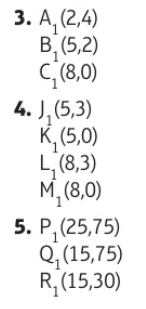 3. A₁(2,4)
B₁(5,2)
C₁(8,0)
4. J₁(5,3)
K₁(5,0)
L₁(8,3)
M₁(8,0)
5. P₁(25,75)
Q₁(15,75)
R₁(15,30)